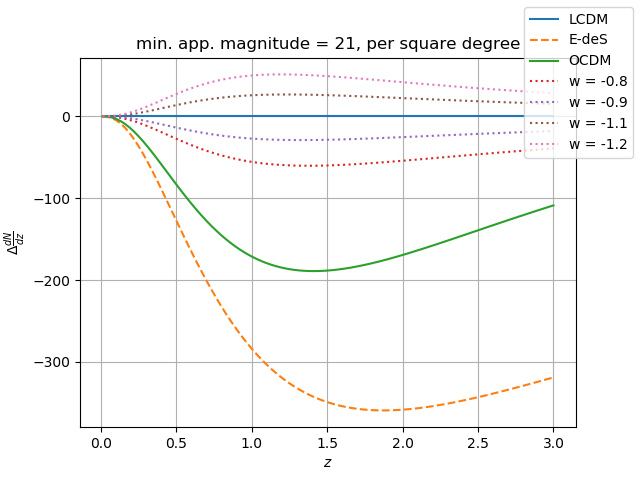 min. app. magnitude = 21, per square degree
LCDM
E-deS
OCDM
w = -0.8
w = -0.9
w = -1.1
w = -1.2
0
−100
−200
−300
Δ dN/dz
0.0 0.5 1.0 1.5 2.0 2.5 3.0
z